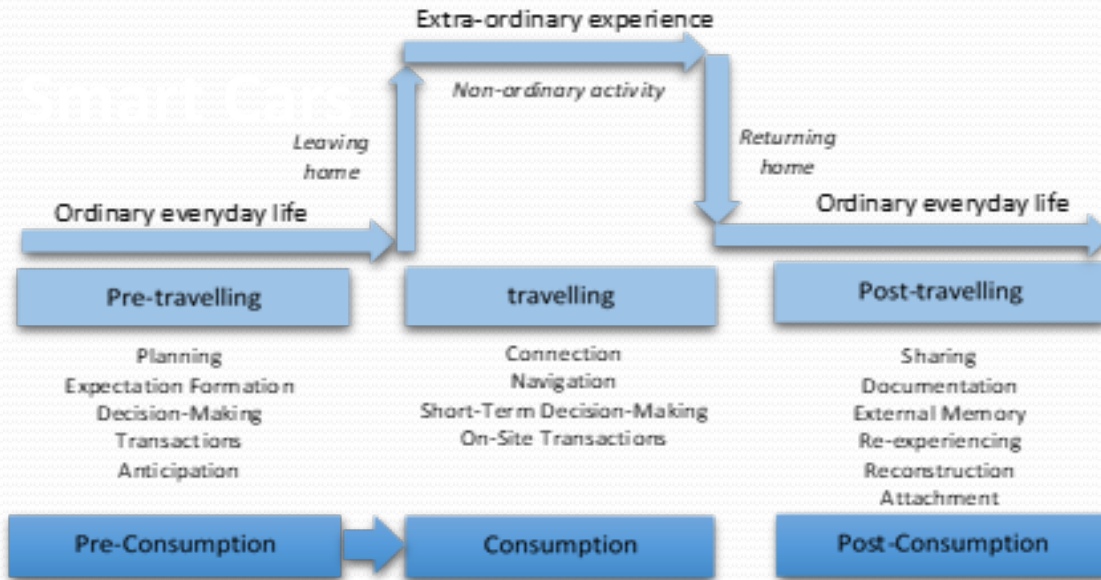 Extra-ordinary experience
Smart Cars
Non-ordinary activity
Leaving
home
Returning
home
Ordinary everyday life
Ordinary everyday life
Pre-travelling
travelling
Post-travelling
Planning
Expectation Formation
Decision-Making
Transactions
Anticipation
Connection
Navigation
Short-Term Decision-Making
On-Site Transactions
Sharing
Documentation
External Memory
Re-experiencing
Reconstruction
Attachment
Pre-Consumption
Consumption
Post-Consumption